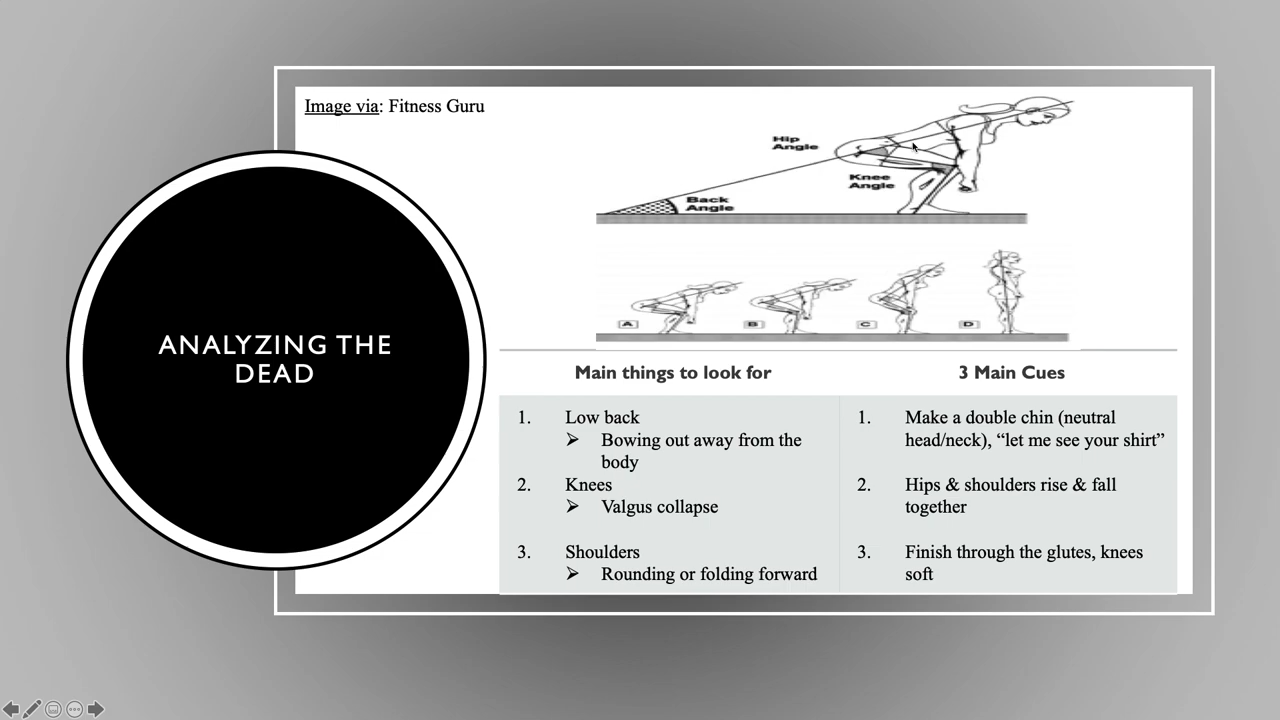 Image via: Fitness Guru
Hip
Angle
Knee
Angle
Back
Angle
A B C D
ANALYZING THE
DEAD
Main things to look for
1. Low back
➢ Bowing out away from the
body
2. Knees
➢ Valgus collapse
3. Shoulders
➢ Rounding or folding forward
3 Main Cues
1. Make a double chin (neutral
head/neck), “let me see your shirt”
2. Hips & shoulders rise & fall
together
3. Finish through the glutes, knees
soft